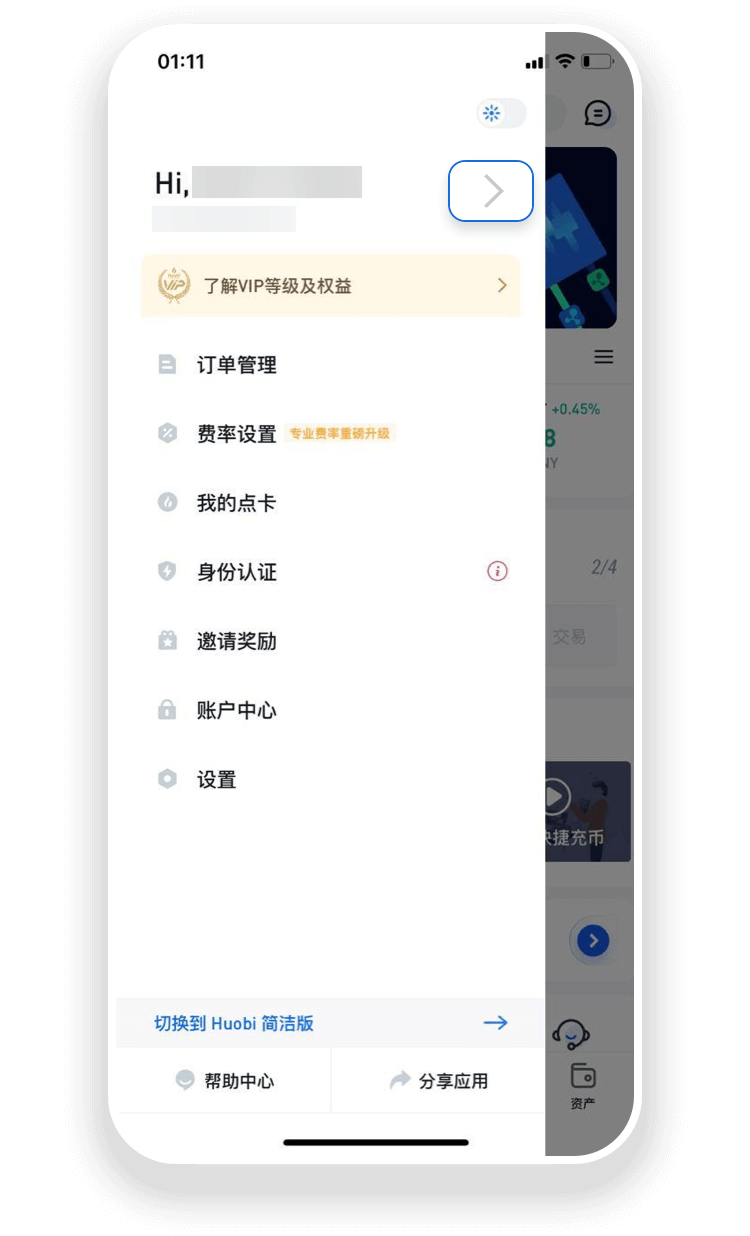 01:11
Hi,
VIP
了解VIP等级及权益
订单管理
费率设置 专业费率重磅升级
+0.45%
8
NY
我的点卡
身份认证
2/4
邀请奖励
交易
账户中心
设置
快捷充币
切换到 Huobi 简洁版
帮助中心
分享应用
资产